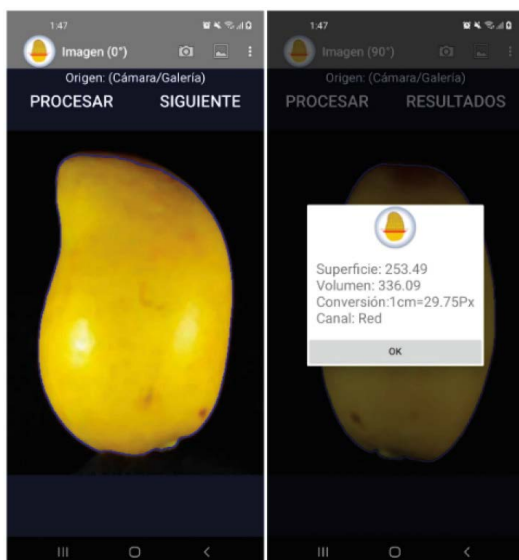 1:47
Imagen (0°)
Origen: (Cámara/Galería)
PROCESAR SIGUIENTE
1:47
Imagen (90°)
Origen: (Cámara/Galería)
PROCESAR RESULTADOS
Superficie: 253.49
Volumen: 336.09
Conversión:1cm=29.75Px
Canal: Red
OK